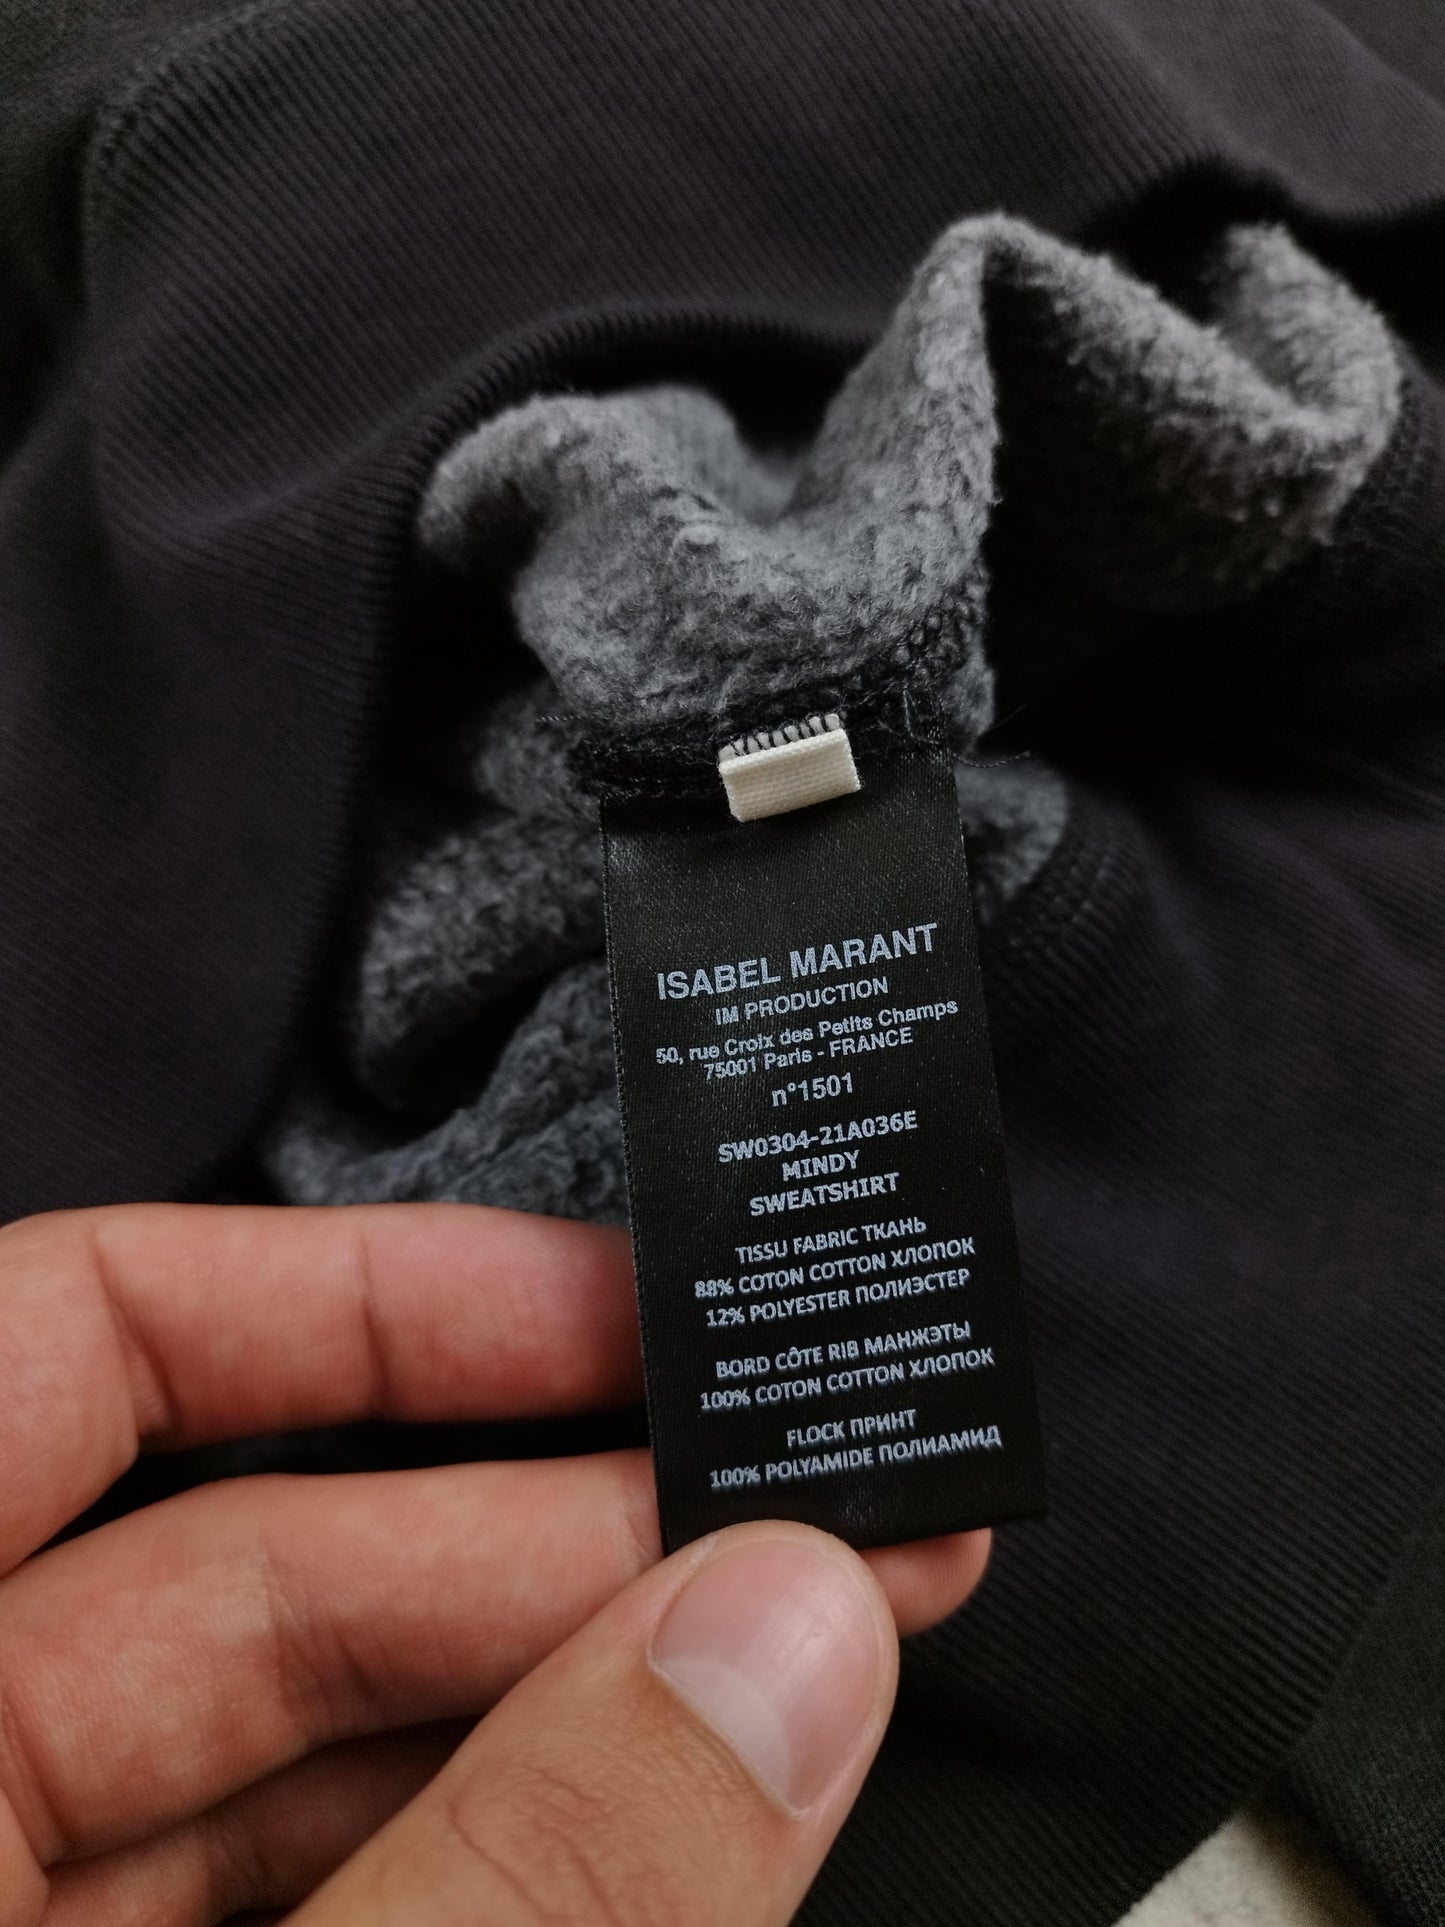 ISABEL MARANT
IM PRODUCTION
50, rue Croix des Petits Champs
75001 Paris - FRANCE
n°1501
SW0304-21A036E
MINDY
SWEATSHIRT
TISSU FABRIC ТКАНЬ
88% COTON COTTON ХЛОПОК
12% POLYESTER ПОЛИЭСТЕР
BORD CÔTE RIB МАНЖЭТЫ
100% COTON COTTON ХЛОПОК
FLOCK ПРИНТ
100% POLYAMIDE ПОЛИАМИД